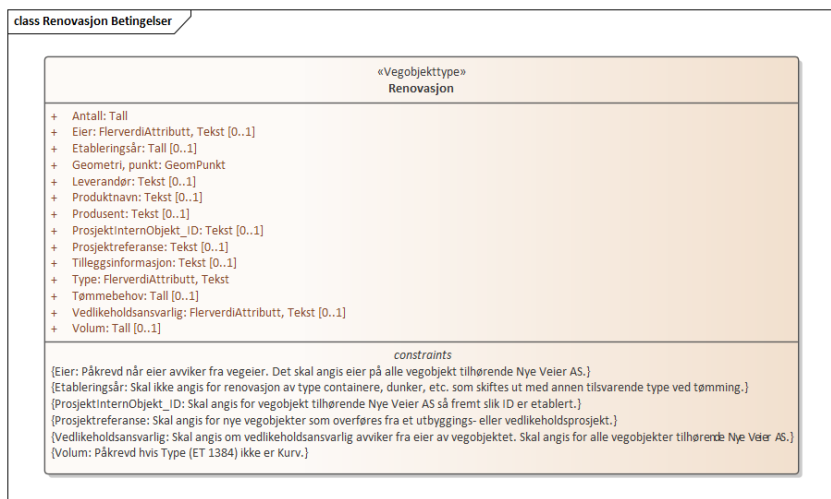 class Renovasjon Betingelser
«Vegobjekttype»
Renovasjon
+ Antall: Tall
+ Eier: FlerverdiAttributt, Tekst [0..1]
+ Etableringsår: Tall [0..1]
+ Geometri, punkt: GeomPunkt
+ Leverandør: Tekst [0..1]
+ Produktnavn: Tekst [0..1]
+ Produsent: Tekst [0..1]
+ ProsjektInternObjekt_ID: Tekst [0..1]
+ Prosjektreferanse: Tekst [0..1]
+ Tilleggsinformasjon: Tekst [0..1]
+ Type: FlerverdiAttributt, Tekst
+ Tømmebehov: Tall [0..1]
+ Vedlikeholdsansvarlig: FlerverdiAttributt, Tekst [0..1]
+ Volum: Tall [0..1]
constraints
{Eier: Påkrevd når eier avviker fra vegeier. Det skal angis eier på alle vegobjekt tilhørende Nye Veier AS.}
{Etableringsår: Skal ikke angis for renovasjon av type containere, dunker, etc. som skiftes ut med annen tilsvarende type ved tømming.}
{ProsjektInternObjekt_ID: Skal angis for vegobjekt tilhørende Nye Veier AS så fremt slik ID er etablert.}
{Prosjektreferanse: Skal angis for nye vegobjekter som overføres fra et utbyggings- eller vedlikeholdsprosjekt.}
{Vedlikeholdsansvarlig: Skal angis om vedlikeholdsansvarlig avviker fra eier av vegobjektet. Skal angis for alle vegobjekter tilhørende Nye Veier AS.}
{Volum: Påkrevd hvis Type (ET 1384) ikke er Kurv.}